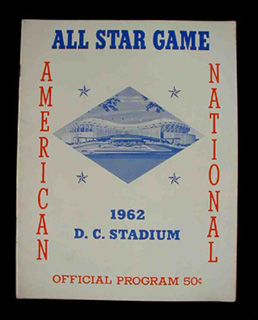 ALL STAR GAME
AMERICAN
NATIONAL
1962
D. C. STADIUM
OFFICIAL PROGRAM 50¢